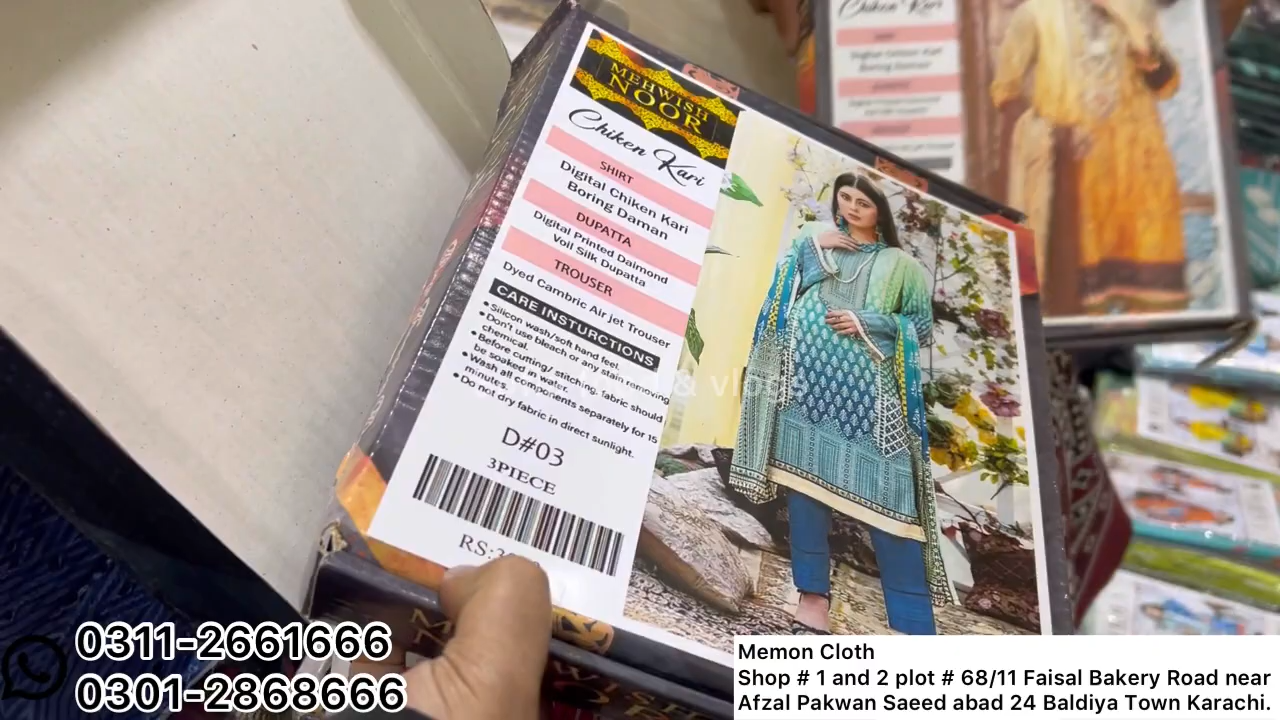 MEHWISH
NOOR
Chiken Kari
SHIRT
Digital Chiken Kari
Boring Daman
DUPATTA
Digital Printed Daimond
Voil Silk Dupatta
TROUSER
Dyed Cambric Air jet Trouser
CARE INSTURCTIONS
• Silicon wash/soft hand feel.
• Don't use bleach or any stain removing
chemical.
• Before cutting/ stitching, fabric should
be soaked in water.
• Wash all components separately for 15
minutes.
• Do not dry fabric in direct sunlight.
D#03
3PIECE
RS:
Chiken Kari
& vlogs
0311-2661666
0301-2868666
Memon Cloth
Shop # 1 and 2 plot # 68/11 Faisal Bakery Road near
Afzal Pakwan Saeed abad 24 Baldiya Town Karachi.